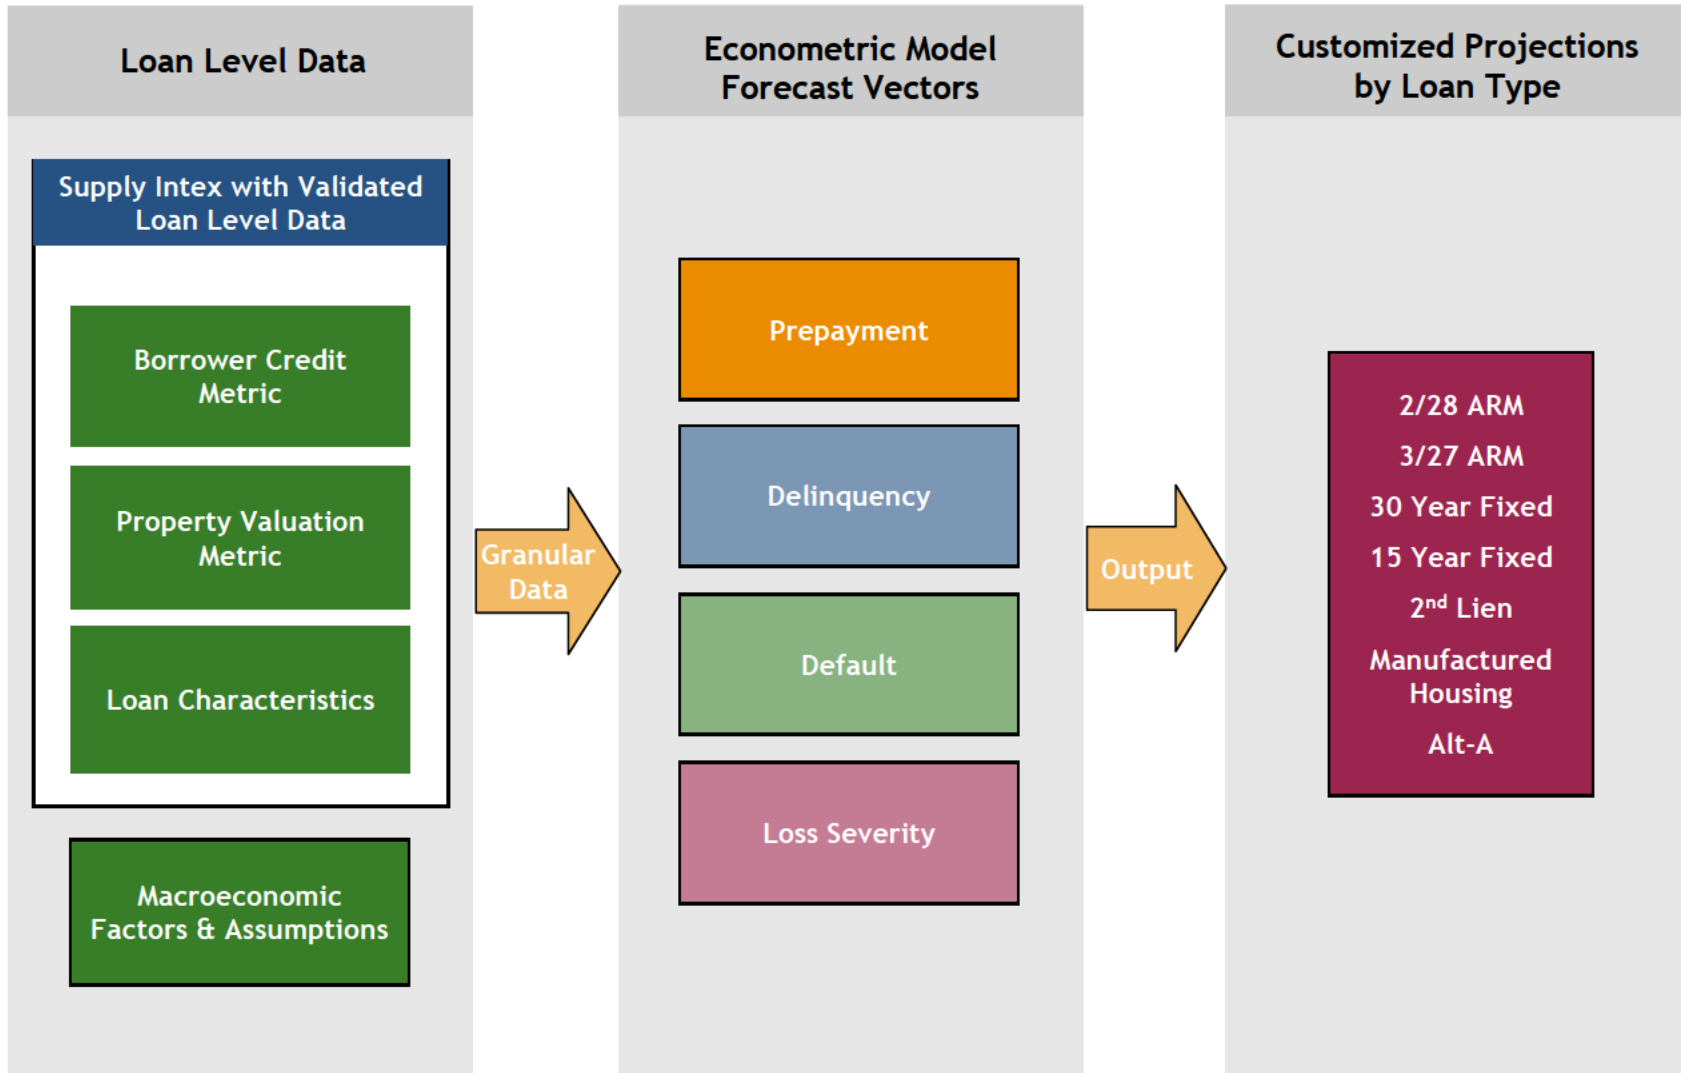 Loan Level Data
Supply Intex with Validated
Loan Level Data
Borrower Credit
Metric
Property Valuation
Metric
Loan Characteristics
Macroeconomic
Factors & Assumptions
Granular
Data
Econometric Model
Forecast Vectors
Prepayment
Delinquency
Default
Loss Severity
Output
Customized Projections
by Loan Type
2/28 ARM
3/27 ARM
30 Year Fixed
15 Year Fixed
2nd Lien
Manufactured
Housing
Alt-A